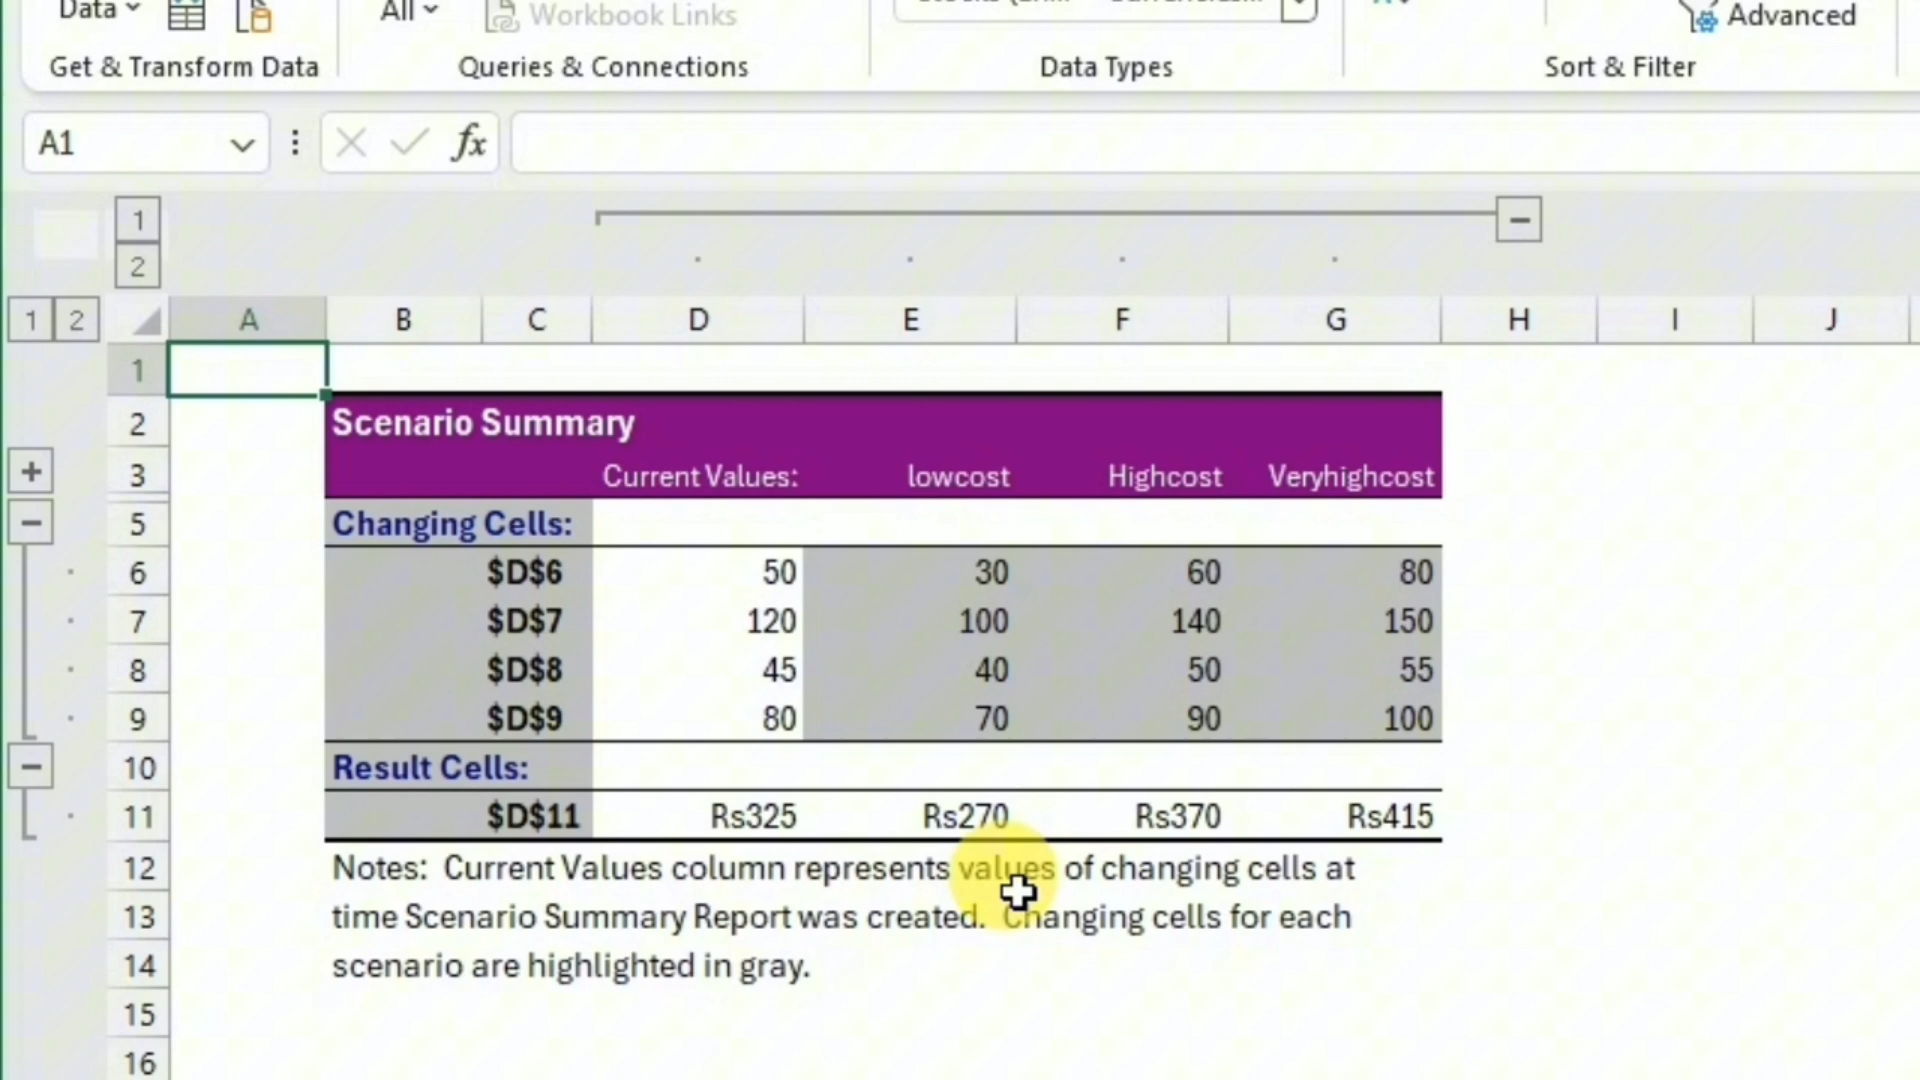 Data All Workbook Links Advanced
Get & Transform Data Queries & Connections Data Types Sort & Filter
A1 fx
1
2
1 2 A B C D E F G H I J
1
2 Scenario Summary
3 Current Values: lowcost Highcost Veryhighcost
5 Changing Cells:
6 $D$6 50 30 60 80
7 $D$7 120 100 140 150
8 $D$8 45 40 50 55
9 $D$9 80 70 90 100
10 Result Cells:
11 $D$11 Rs325 Rs270 Rs370 Rs415
12 Notes: Current Values column represents values of changing cells at
13 time Scenario Summary Report was created. Changing cells for each
14 scenario are highlighted in gray.
15
16